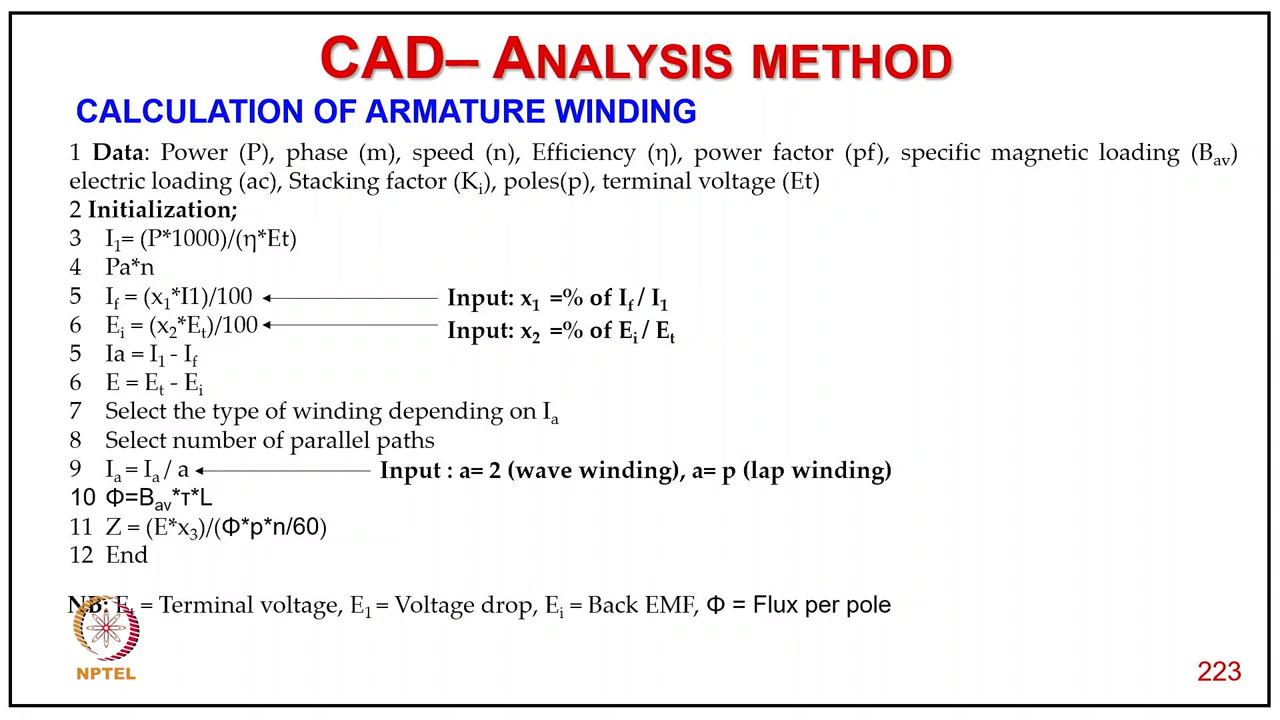 CAD– ANALYSIS METHOD
CALCULATION OF ARMATURE WINDING
1 Data: Power (P), phase (m), speed (n), Efficiency (η), power factor (pf), specific magnetic loading (Bav)
electric loading (ac), Stacking factor (Ki), poles(p), terminal voltage (Et)
2 Initialization;
3 I1= (P*1000)/(η*Et)
4 Pa*n
5 If = (x1*I1)/100 Input: x1 =% of If / I1
6 Ei = (x2*Et)/100 Input: x2 =% of Ei / Et
5 Ia = I1 - If
6 E = Et - Ei
7 Select the type of winding depending on Ia
8 Select number of parallel paths
9 Ia = Ia / a Input : a= 2 (wave winding), a= p (lap winding)
10 Φ=Bav*τ*L
11 Z = (E*x3)/(Φ*p*n/60)
12 End
NB: Et = Terminal voltage, E1 = Voltage drop, Ei = Back EMF, Φ = Flux per pole
NPTEL
223